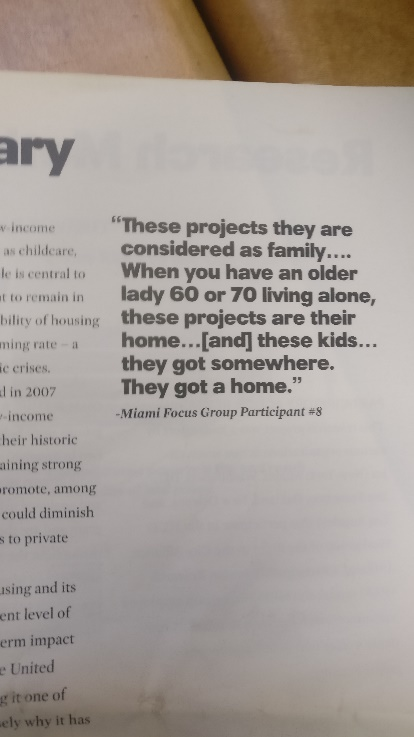 ary
w-income
as childcare,
le is central to
t to remain in
bility of housing
ming rate – a
ic crises.
d in 2007
-income
their historic
aining strong
promote, among
could diminish
s to private
using and its
ent level of
erm impact
e United
g it one of
sely why it has
“These projects they are
considered as family….
When you have an older
lady 60 or 70 living alone,
these projects are their
home…[and] these kids…
they got somewhere.
They got a home.”
-Miami Focus Group Participant #8